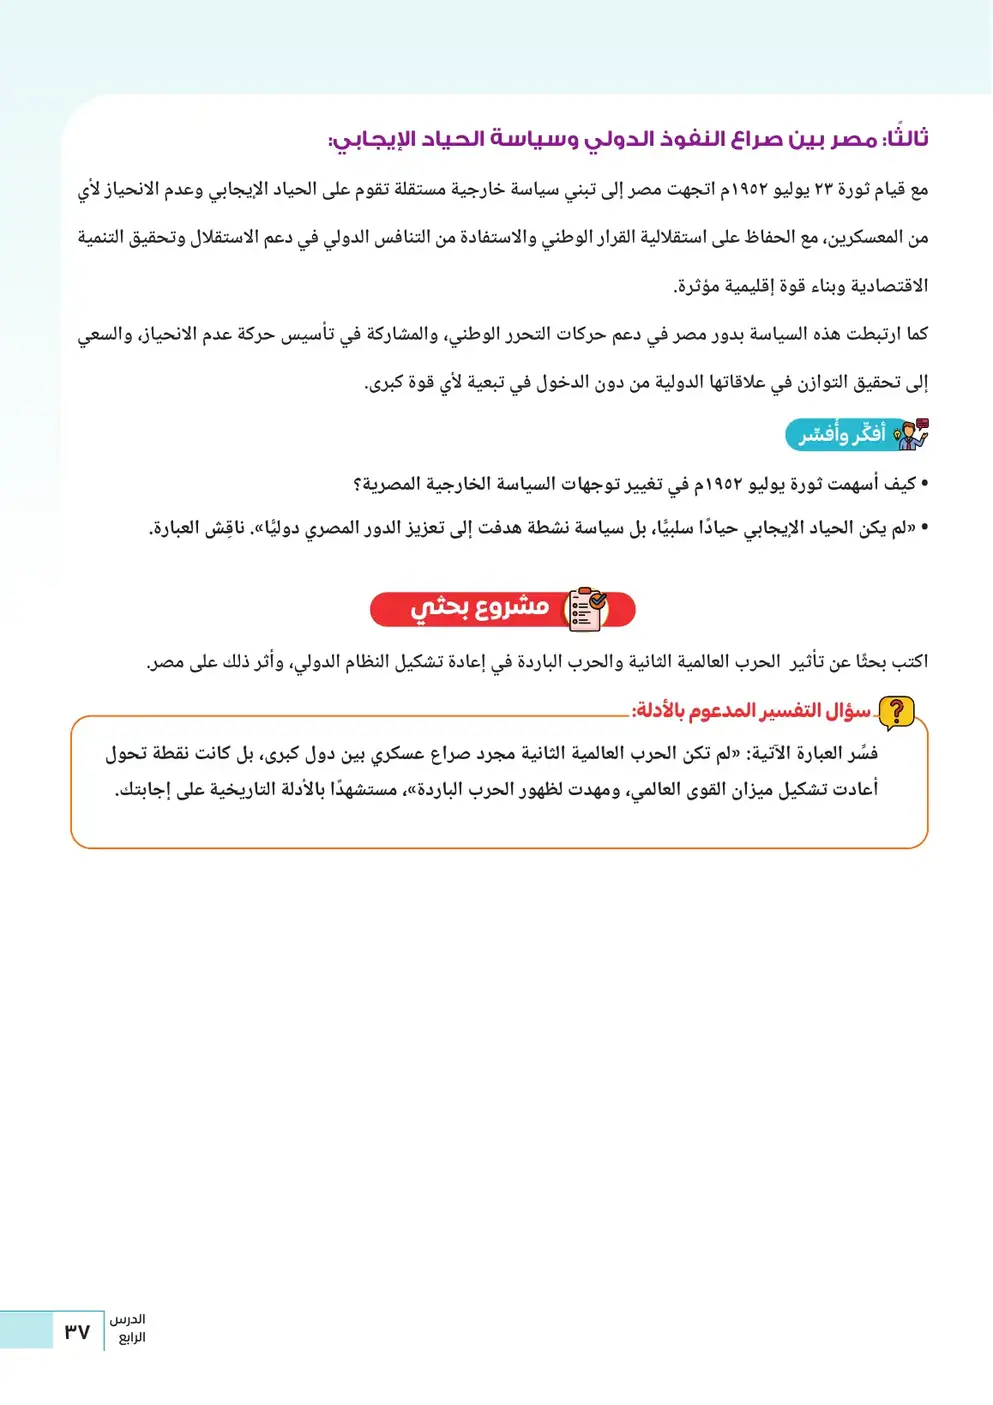 ثالثًا: مصر بين صراع النفوذ الدولي وسياسة الحياد الإيجابي:
مع قيام ثورة ٢٣ يوليو ١٩٥٢م اتجهت مصر إلى تبني سياسة خارجية مستقلة تقوم على الحياد الإيجابي وعدم الانحياز لأي
من المعسكرين، مع الحفاظ على استقلالية القرار الوطني والاستفادة من التنافس الدولي في دعم الاستقلال وتحقيق التنمية
الاقتصادية وبناء قوة إقليمية مؤثرة.
كما ارتبطت هذه السياسة بدور مصر في دعم حركات التحرر الوطني، والمشاركة في تأسيس حركة عدم الانحياز، والسعي
إلى تحقيق التوازن في علاقاتها الدولية من دون الدخول في تبعية لأي قوة كبرى.
أفكِّر وأفسِّر
• كيف أسهمت ثورة يوليو ١٩٥٢م في تغيير توجهات السياسة الخارجية المصرية؟
• «لم يكن الحياد الإيجابي حيادًا سلبيًّا، بل سياسة نشطة هدفت إلى تعزيز الدور المصري دوليًّا». ناقِش العبارة.
مشروع بحثي
اكتب بحثًا عن تأثير الحرب العالمية الثانية والحرب الباردة في إعادة تشكيل النظام الدولي، وأثر ذلك على مصر.
سؤال التفسير المدعوم بالأدلة:
فسِّر العبارة الآتية: «لم تكن الحرب العالمية الثانية مجرد صراع عسكري بين دول كبرى، بل كانت نقطة تحول
أعادت تشكيل ميزان القوى العالمي، ومهدت لظهور الحرب الباردة»، مستشهدًا بالأدلة التاريخية على إجابتك.
الدرس
الرابع
٣٧